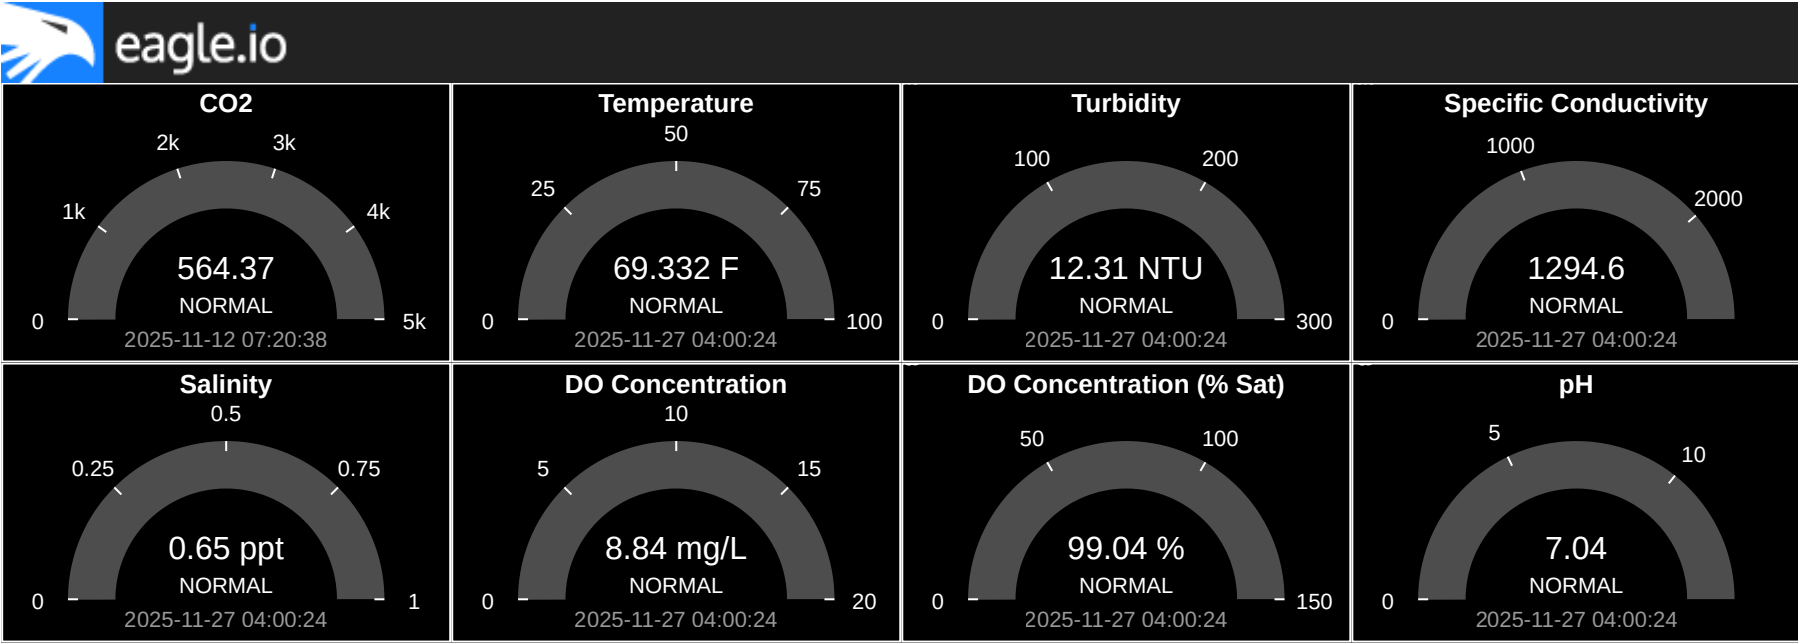 eagle.io
CO2
2k
3k
1k
4k
564.37
NORMAL
0
5k
2025-11-12 07:20:38
Temperature
50
25
75
69.332 F
NORMAL
0
100
2025-11-27 04:00:24
Turbidity
100
200
12.31 NTU
NORMAL
0
300
2025-11-27 04:00:24
Specific Conductivity
1000
2000
1294.6
NORMAL
0
2025-11-27 04:00:24
Salinity
0.5
0.25
0.75
0.65 ppt
NORMAL
0
1
2025-11-27 04:00:24
DO Concentration
10
5
15
8.84 mg/L
NORMAL
0
20
2025-11-27 04:00:24
DO Concentration (% Sat)
50
100
99.04 %
NORMAL
0
150
2025-11-27 04:00:24
pH
5
10
7.04
NORMAL
0
2025-11-27 04:00:24